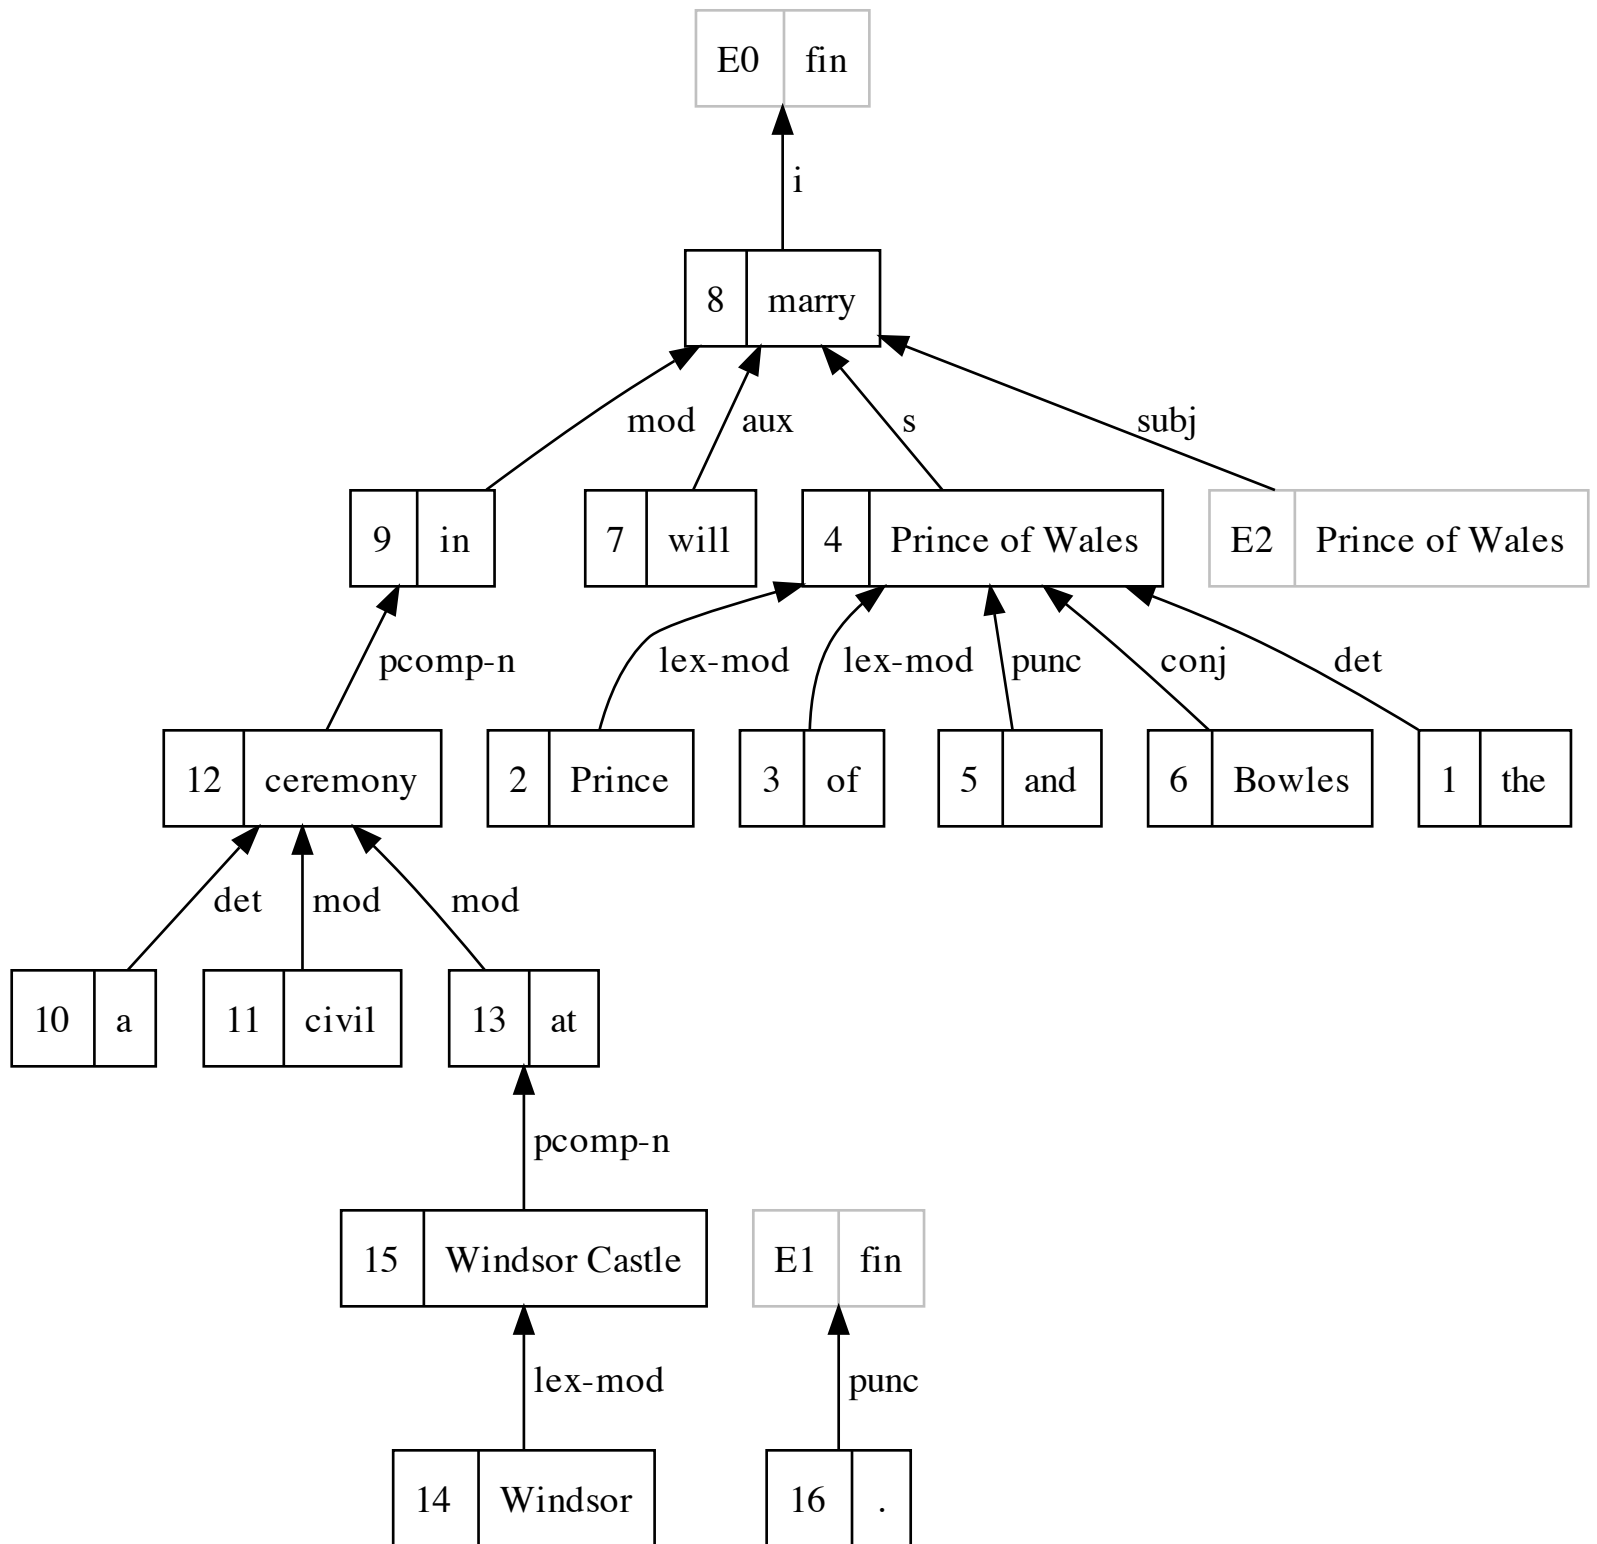 E0 fin
i
8 marry
mod aux s subj
9 in 7 will 4 Prince of Wales E2 Prince of Wales
pcomp-n lex-mod lex-mod punc conj det
12 ceremony 2 Prince 3 of 5 and 6 Bowles 1 the
det mod mod
10 a 11 civil 13 at
pcomp-n
15 Windsor Castle E1 fin
lex-mod punc
14 Windsor 16 .